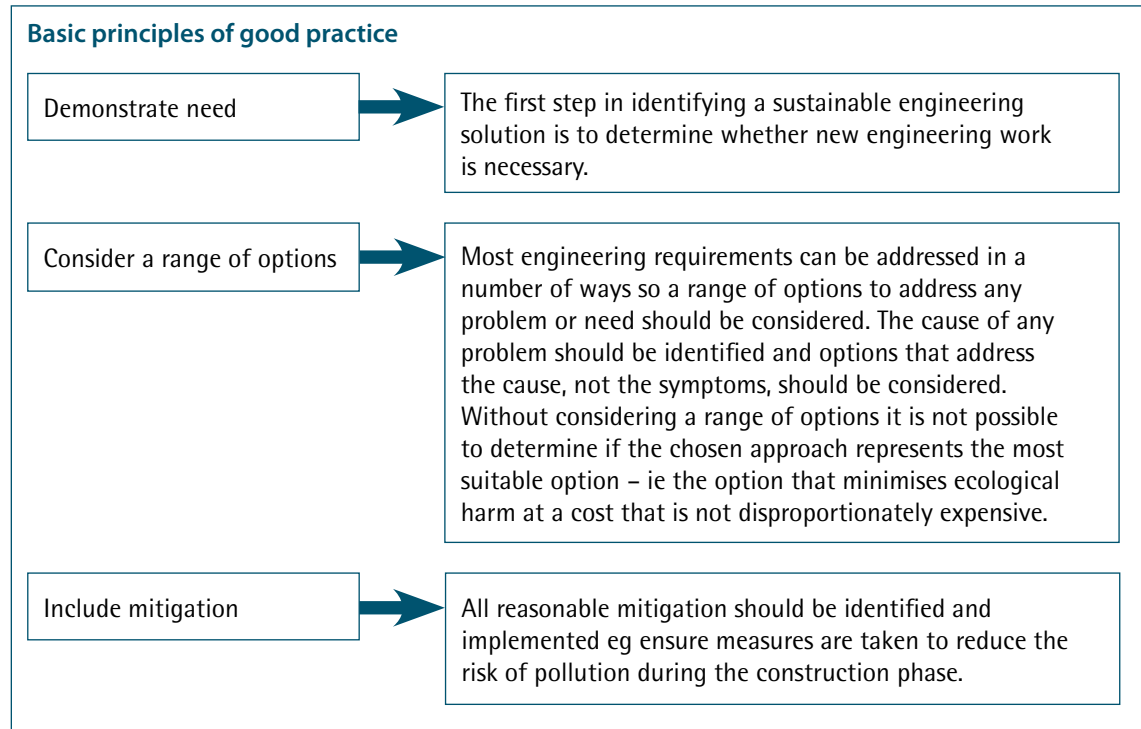 Basic principles of good practice
Demonstrate need
The first step in identifying a sustainable engineering
solution is to determine whether new engineering work
is necessary.
Consider a range of options
Most engineering requirements can be addressed in a
number of ways so a range of options to address any
problem or need should be considered. The cause of any
problem should be identified and options that address
the cause, not the symptoms, should be considered.
Without considering a range of options it is not possible
to determine if the chosen approach represents the most
suitable option – ie the option that minimises ecological
harm at a cost that is not disproportionately expensive.
Include mitigation
All reasonable mitigation should be identified and
implemented eg ensure measures are taken to reduce the
risk of pollution during the construction phase.